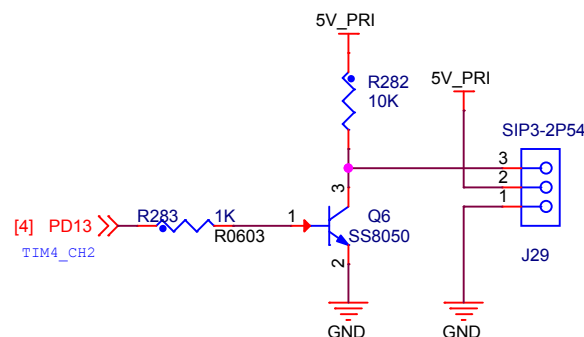 5V_PRI
R282
10K
5V_PRI
SIP3-2P54
3
2
1
J29
3
[4] PD13
R283
1K
R0603
1
Q6
SS8050
TIM4_CH2
2
GND
GND